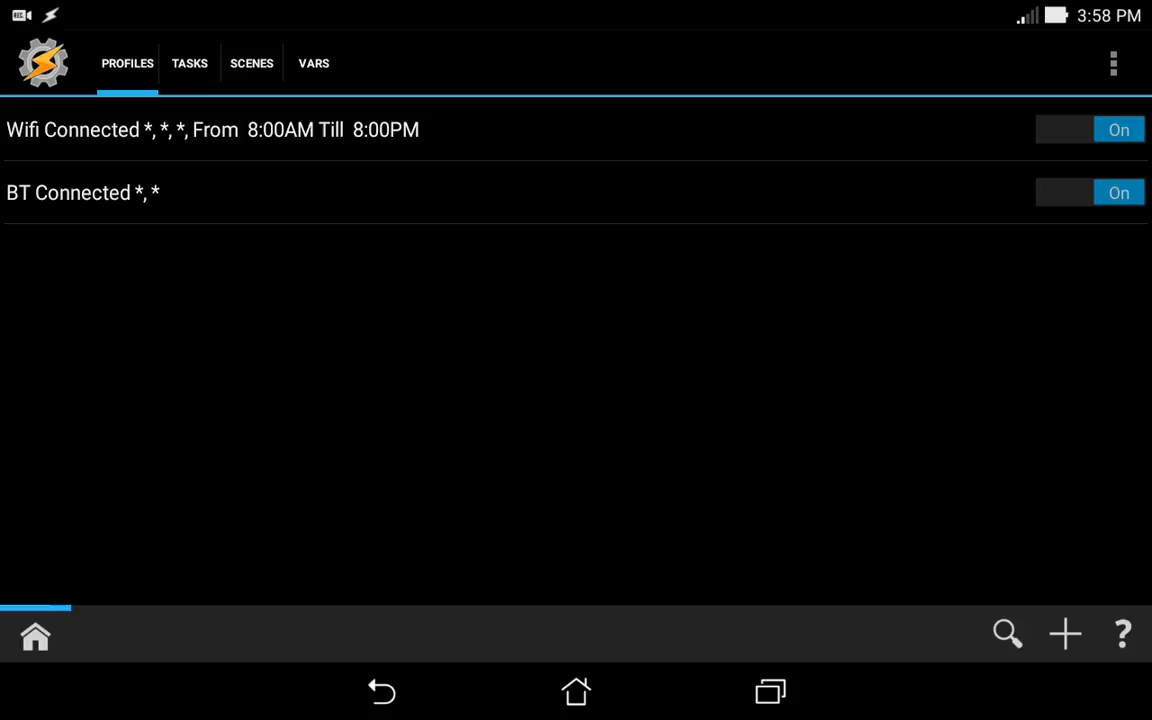 REC 3:58 PM
PROFILES TASKS SCENES VARS
Wifi Connected *, *, *, From 8:00AM Till 8:00PM On
BT Connected *, * On
?